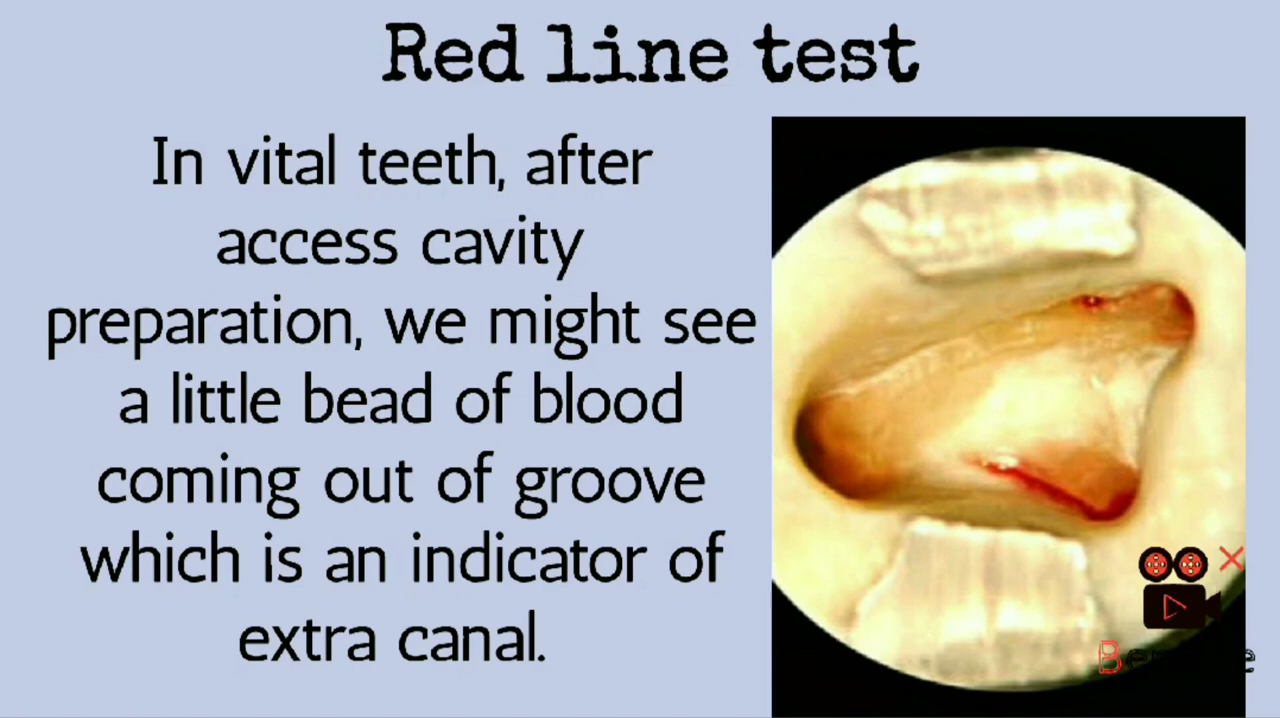 Red line test
In vital teeth, after
access cavity
preparation, we might see
a little bead of blood
coming out of groove
which is an indicator of
extra canal.